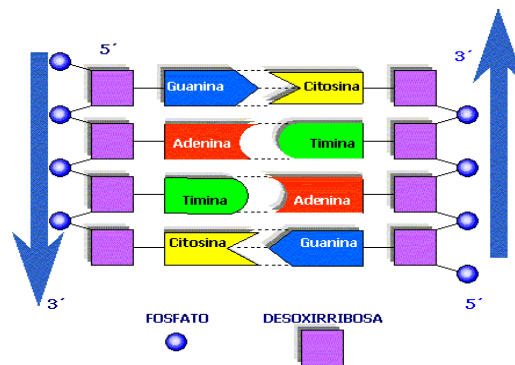 5´ 3´
Guanina Citosina
Adenina Timina
Timina Adenina
Citosina Guanina
3´ 5´
FOSFATO DESOXIRRIBOSA